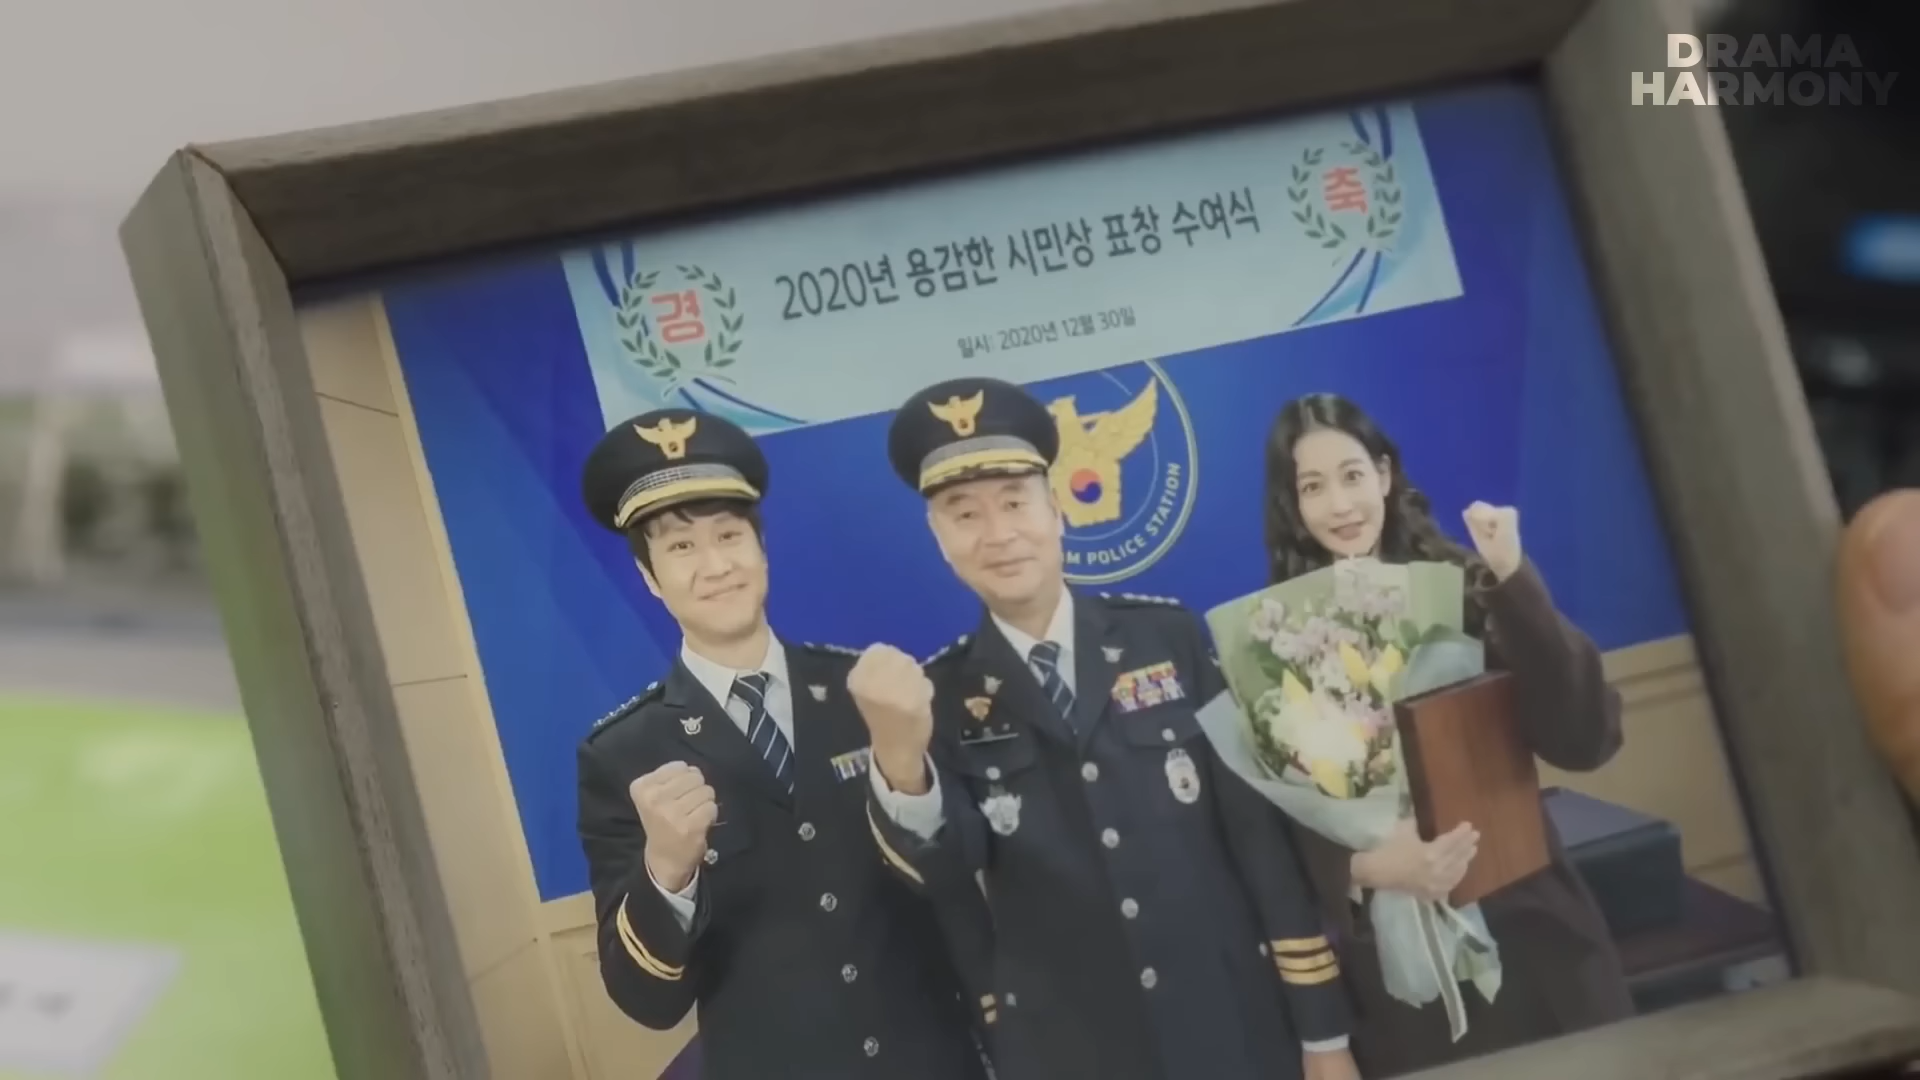 DRAMA
HARMONY
경 축
2020년 용감한 시민상 표창 수여식
일시: 2020년 12월 30일
M POLICE STATION